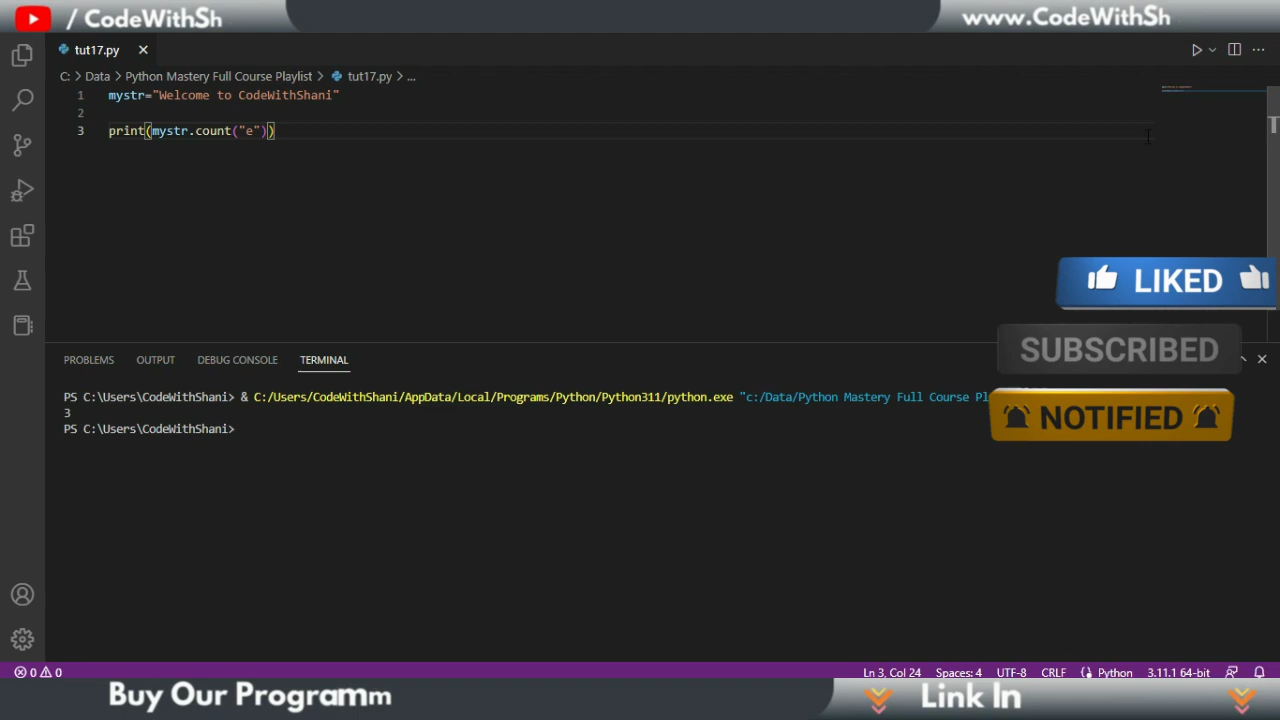 / CodeWithSh
www.CodeWithSh
tut17.py
C: > Data > Python Mastery Full Course Playlist > tut17.py > ...
1 mystr="Welcome to CodeWithShani"
2
3 print(mystr.count("e"))
LIKED
SUBSCRIBED
NOTIFIED
PROBLEMS OUTPUT DEBUG CONSOLE TERMINAL
PS C:\Users\CodeWithShani> & C:/Users/CodeWithShani/AppData/Local/Programs/Python/Python311/python.exe "c:/Data/Python Mastery Full Course Pl
3
PS C:\Users\CodeWithShani>
0 0 Ln 3, Col 24 Spaces: 4 UTF-8 CRLF Python 3.11.1 64-bit
Buy Our Programm
Link In